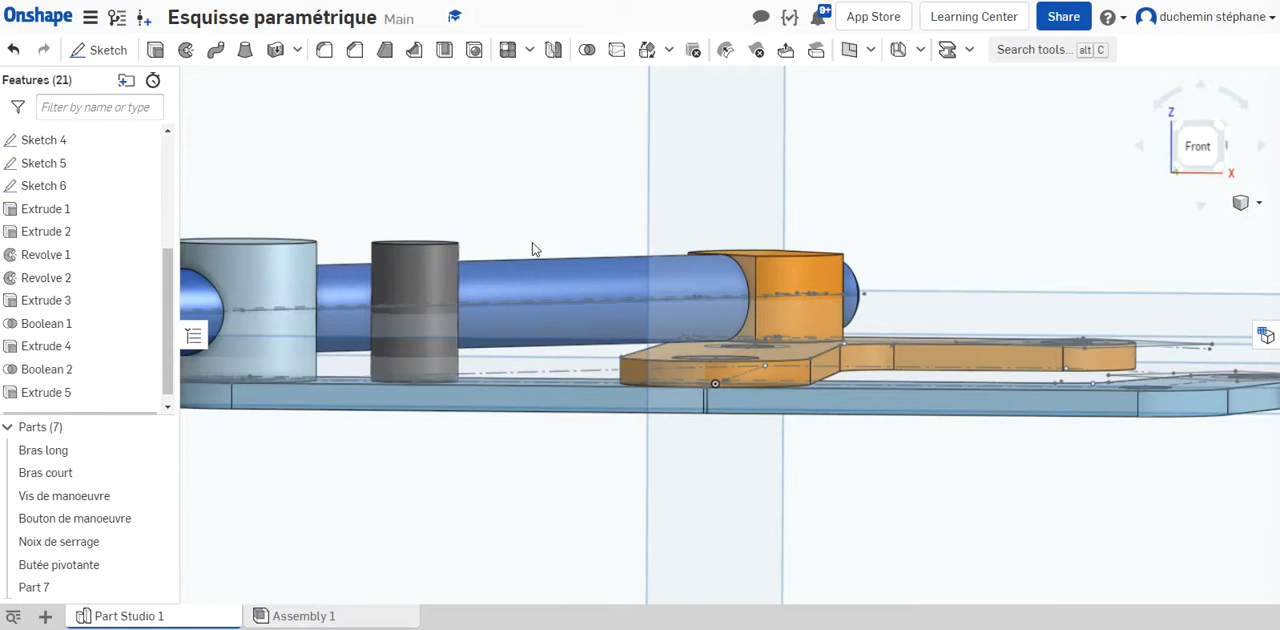 Onshape Esquisse paramétrique Main 9+ App Store Learning Center Share duchemin stéphane
Sketch Search tools... alt C
Features (21)
Filter by name or type
Sketch 4
Sketch 5
Sketch 6
Extrude 1
Extrude 2
Revolve 1
Revolve 2
Extrude 3
Boolean 1
Extrude 4
Boolean 2
Extrude 5
Parts (7)
Bras long
Bras court
Vis de manoeuvre
Bouton de manoeuvre
Noix de serrage
Butée pivotante
Part 7
Z
Front
X
Part Studio 1 Assembly 1